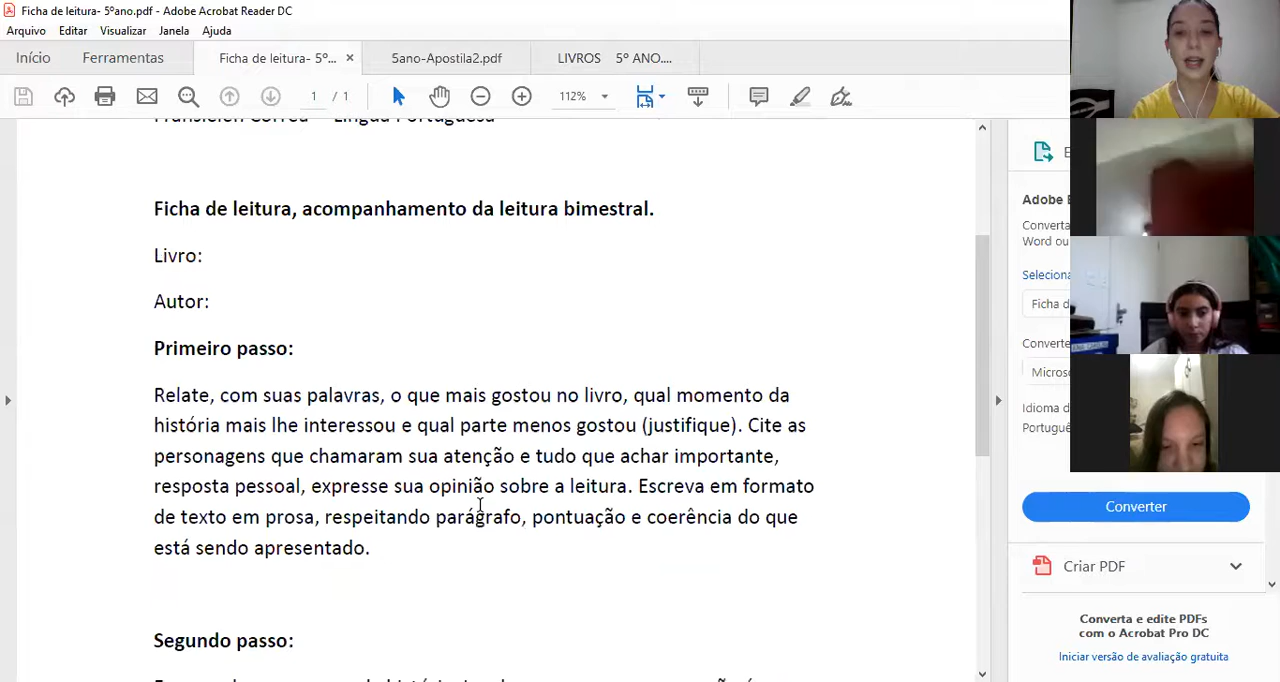 Ficha de leitura- 5ºano.pdf - Adobe Acrobat Reader DC
Arquivo Editar Visualizar Janela Ajuda
Início Ferramentas Ficha de leitura- 5º... × 5ano-Apostila2.pdf LIVROS 5º ANO....
1 / 1 112%
Fransielen Corrêa – Língua Portuguesa
Ficha de leitura, acompanhamento da leitura bimestral.
Livro:
Autor:
Primeiro passo:
Relate, com suas palavras, o que mais gostou no livro, qual momento da
história mais lhe interessou e qual parte menos gostou (justifique). Cite as
personagens que chamaram sua atenção e tudo que achar importante,
resposta pessoal, expresse sua opinião sobre a leitura. Escreva em formato
de texto em prosa, respeitando parágrafo, pontuação e coerência do que
está sendo apresentado.
Segundo passo:
Adobe E
Converta
Word ou
Seleciona
Ficha d
Converte
Micros
Idioma d
Portugu
Converter
Criar PDF
Converta e edite PDFs
com o Acrobat Pro DC
Iniciar versão de avaliação gratuita